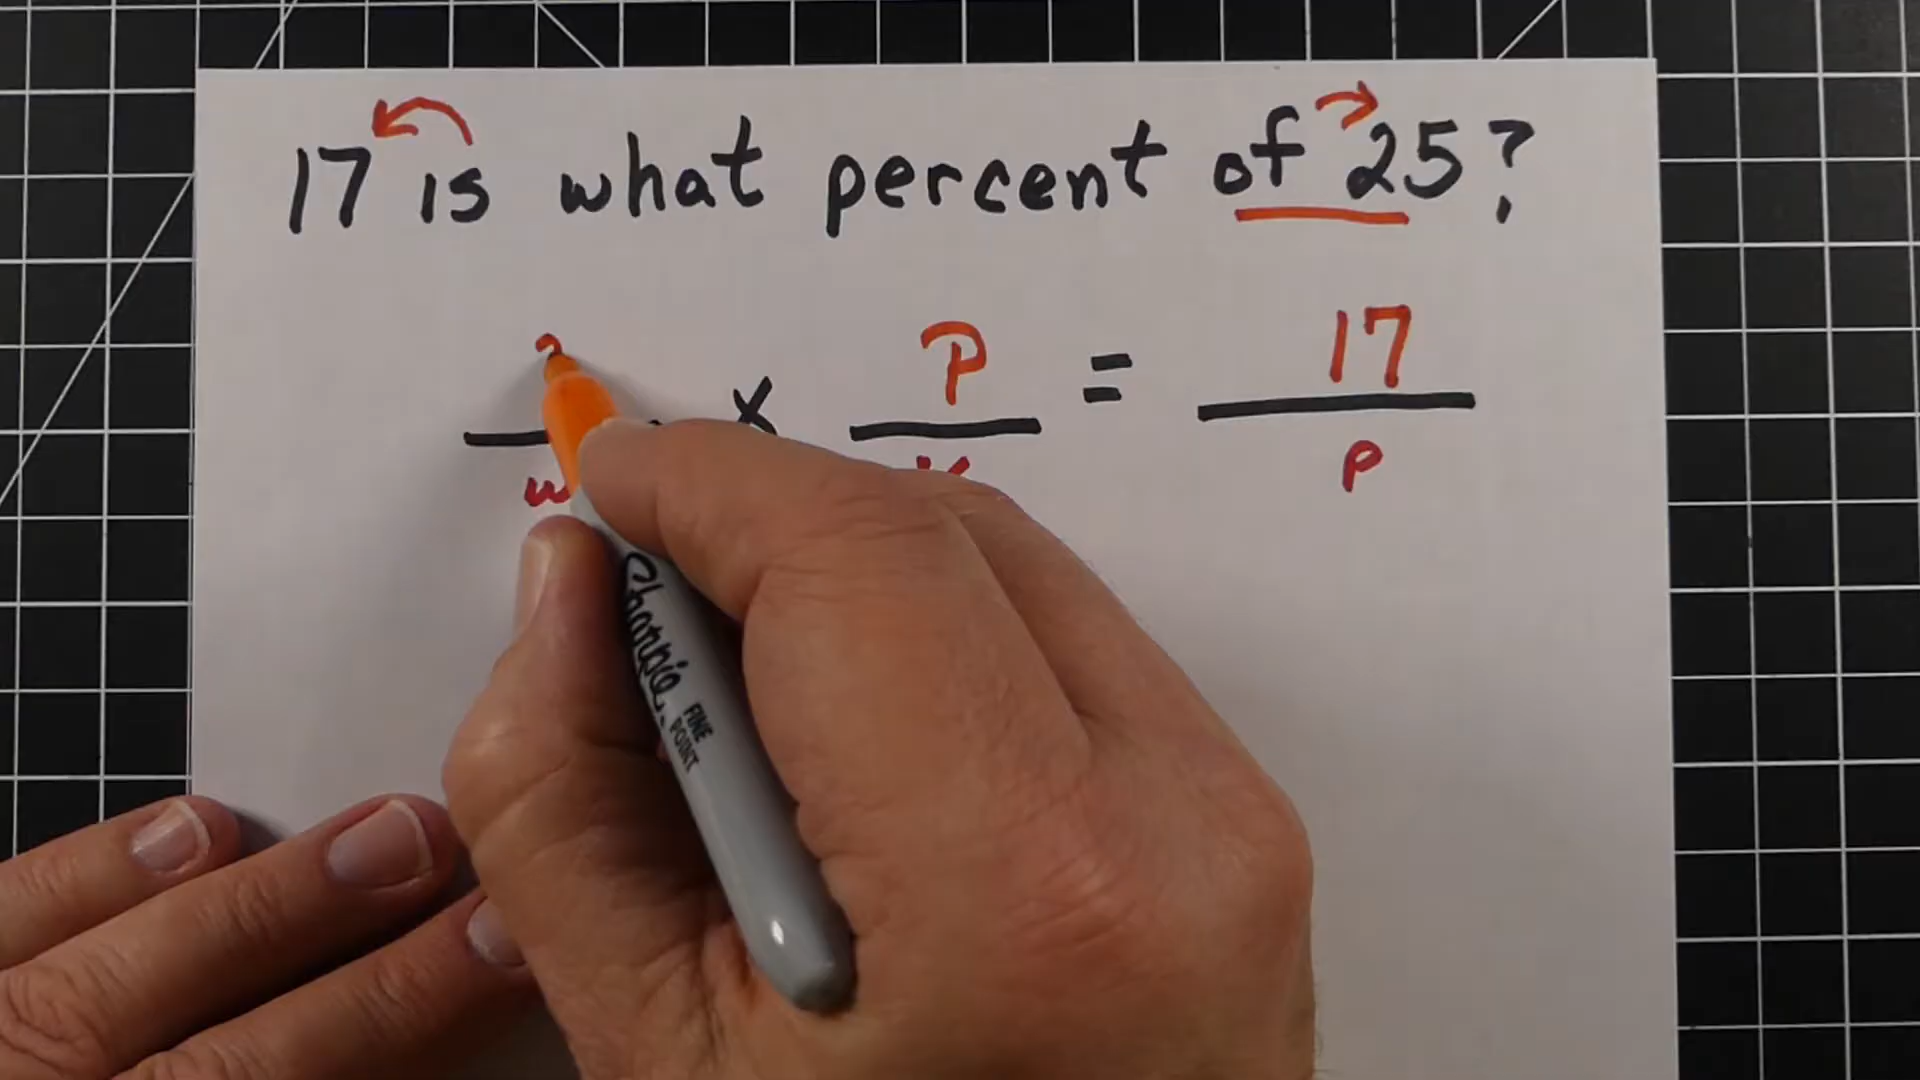 17 is what percent of 25?
x P = 17
w p
Sharpie
FINE
POINT